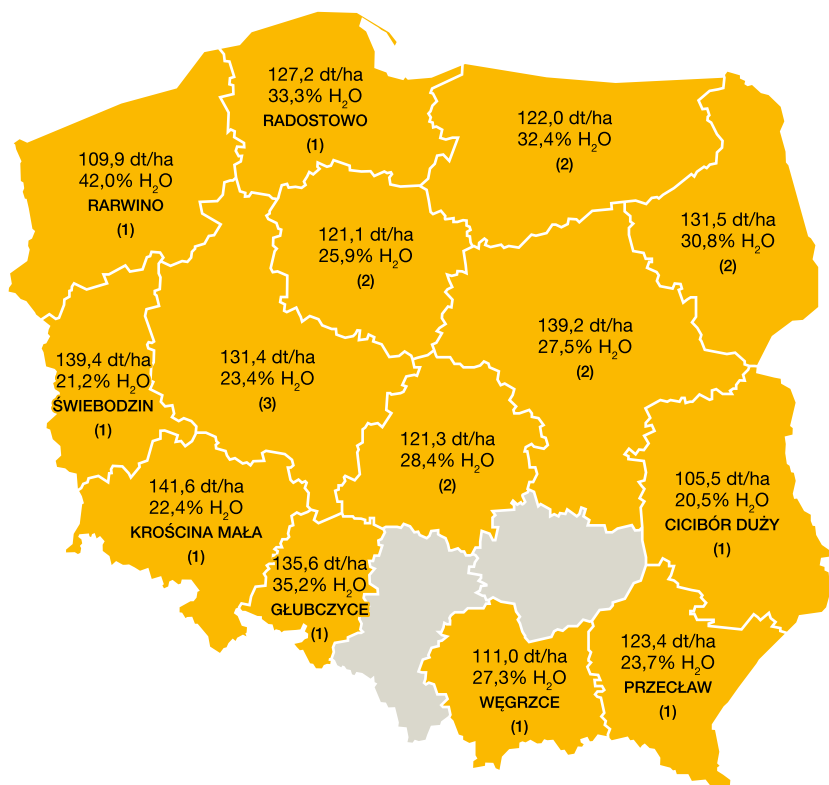 127,2 dt/ha
33,3% H₂O
RADOSTOWO
(1)
122,0 dt/ha
32,4% H₂O
(2)
109,9 dt/ha
42,0% H₂O
RARWINO
(1)
131,5 dt/ha
30,8% H₂O
(2)
121,1 dt/ha
25,9% H₂O
(2)
139,2 dt/ha
27,5% H₂O
(2)
139,4 dt/ha
21,2% H₂O
ŚWIEBODZIN
(1)
131,4 dt/ha
23,4% H₂O
(3)
121,3 dt/ha
28,4% H₂O
(2)
105,5 dt/ha
20,5% H₂O
CICIBÓR DUŻY
(1)
141,6 dt/ha
22,4% H₂O
KROŚCINA MAŁA
(1)
135,6 dt/ha
35,2% H₂O
GŁUBCZYCE
(1)
111,0 dt/ha
27,3% H₂O
WĘGRZCE
(1)
123,4 dt/ha
23,7% H₂O
PRZECŁAW
(1)